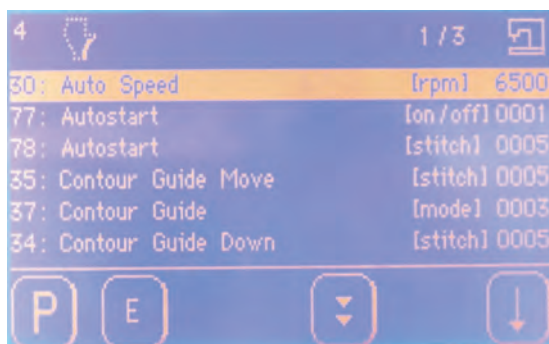 4 1/3
30: Auto Speed [rpm] 6500
77: Autostart [on/off] 0001
78: Autostart [stitch] 0005
35: Contour Guide Move [stitch] 0005
37: Contour Guide [mode] 0003
34: Contour Guide Down [stitch] 0005
P E